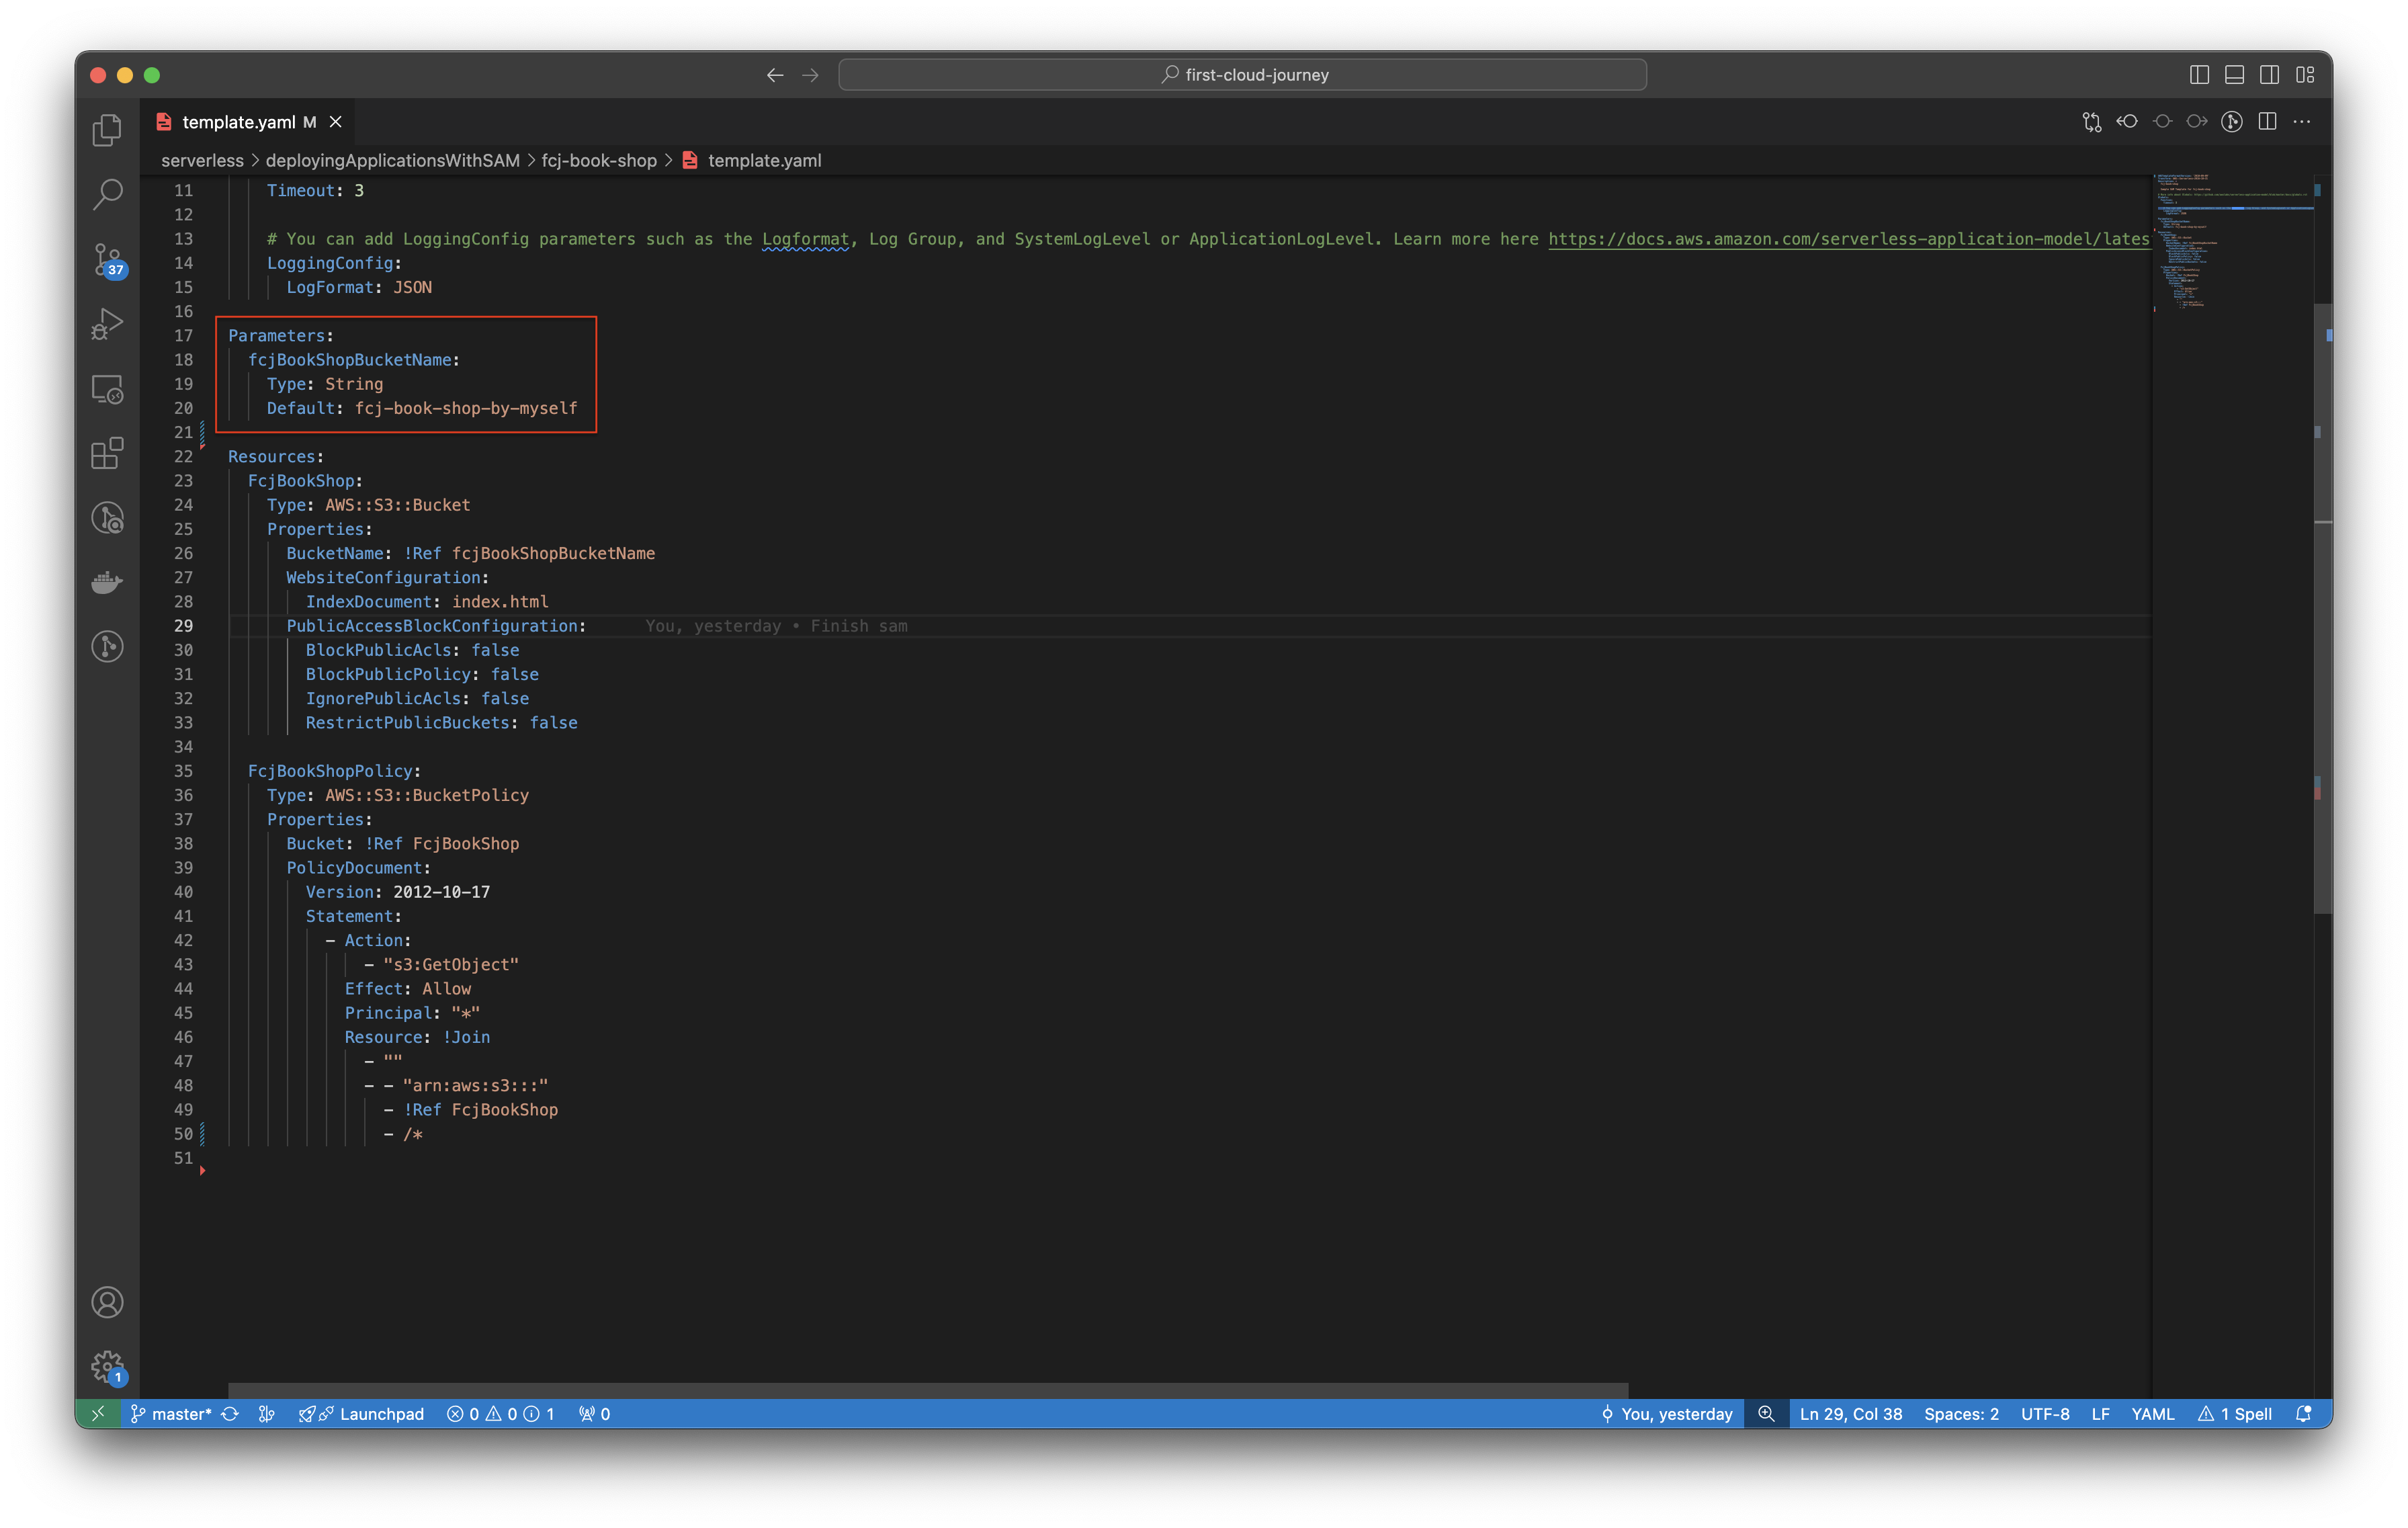 first-cloud-journey
template.yaml M
serverless > deployingApplicationsWithSAM > fcj-book-shop > template.yaml
11 Timeout: 3
12
13 # You can add LoggingConfig parameters such as the Logformat, Log Group, and SystemLogLevel or ApplicationLogLevel. Learn more here https://docs.aws.amazon.com/serverless-application-model/lates
14 LoggingConfig:
15 LogFormat: JSON
16
17 Parameters:
18 fcjBookShopBucketName:
19 Type: String
20 Default: fcj-book-shop-by-myself
21
22 Resources:
23 FcjBookShop:
24 Type: AWS::S3::Bucket
25 Properties:
26 BucketName: !Ref fcjBookShopBucketName
27 WebsiteConfiguration:
28 IndexDocument: index.html
29 PublicAccessBlockConfiguration: You, yesterday • Finish sam
30 BlockPublicAcls: false
31 BlockPublicPolicy: false
32 IgnorePublicAcls: false
33 RestrictPublicBuckets: false
34
35 FcjBookShopPolicy:
36 Type: AWS::S3::BucketPolicy
37 Properties:
38 Bucket: !Ref FcjBookShop
39 PolicyDocument:
40 Version: 2012-10-17
41 Statement:
42 - Action:
43 - "s3:GetObject"
44 Effect: Allow
45 Principal: "*"
46 Resource: !Join
47 - ""
48 - - "arn:aws:s3:::"
49 - !Ref FcjBookShop
50 - /*
51
37
1
master* Launchpad 0 0 1 0 You, yesterday Ln 29, Col 38 Spaces: 2 UTF-8 LF YAML 1 Spell